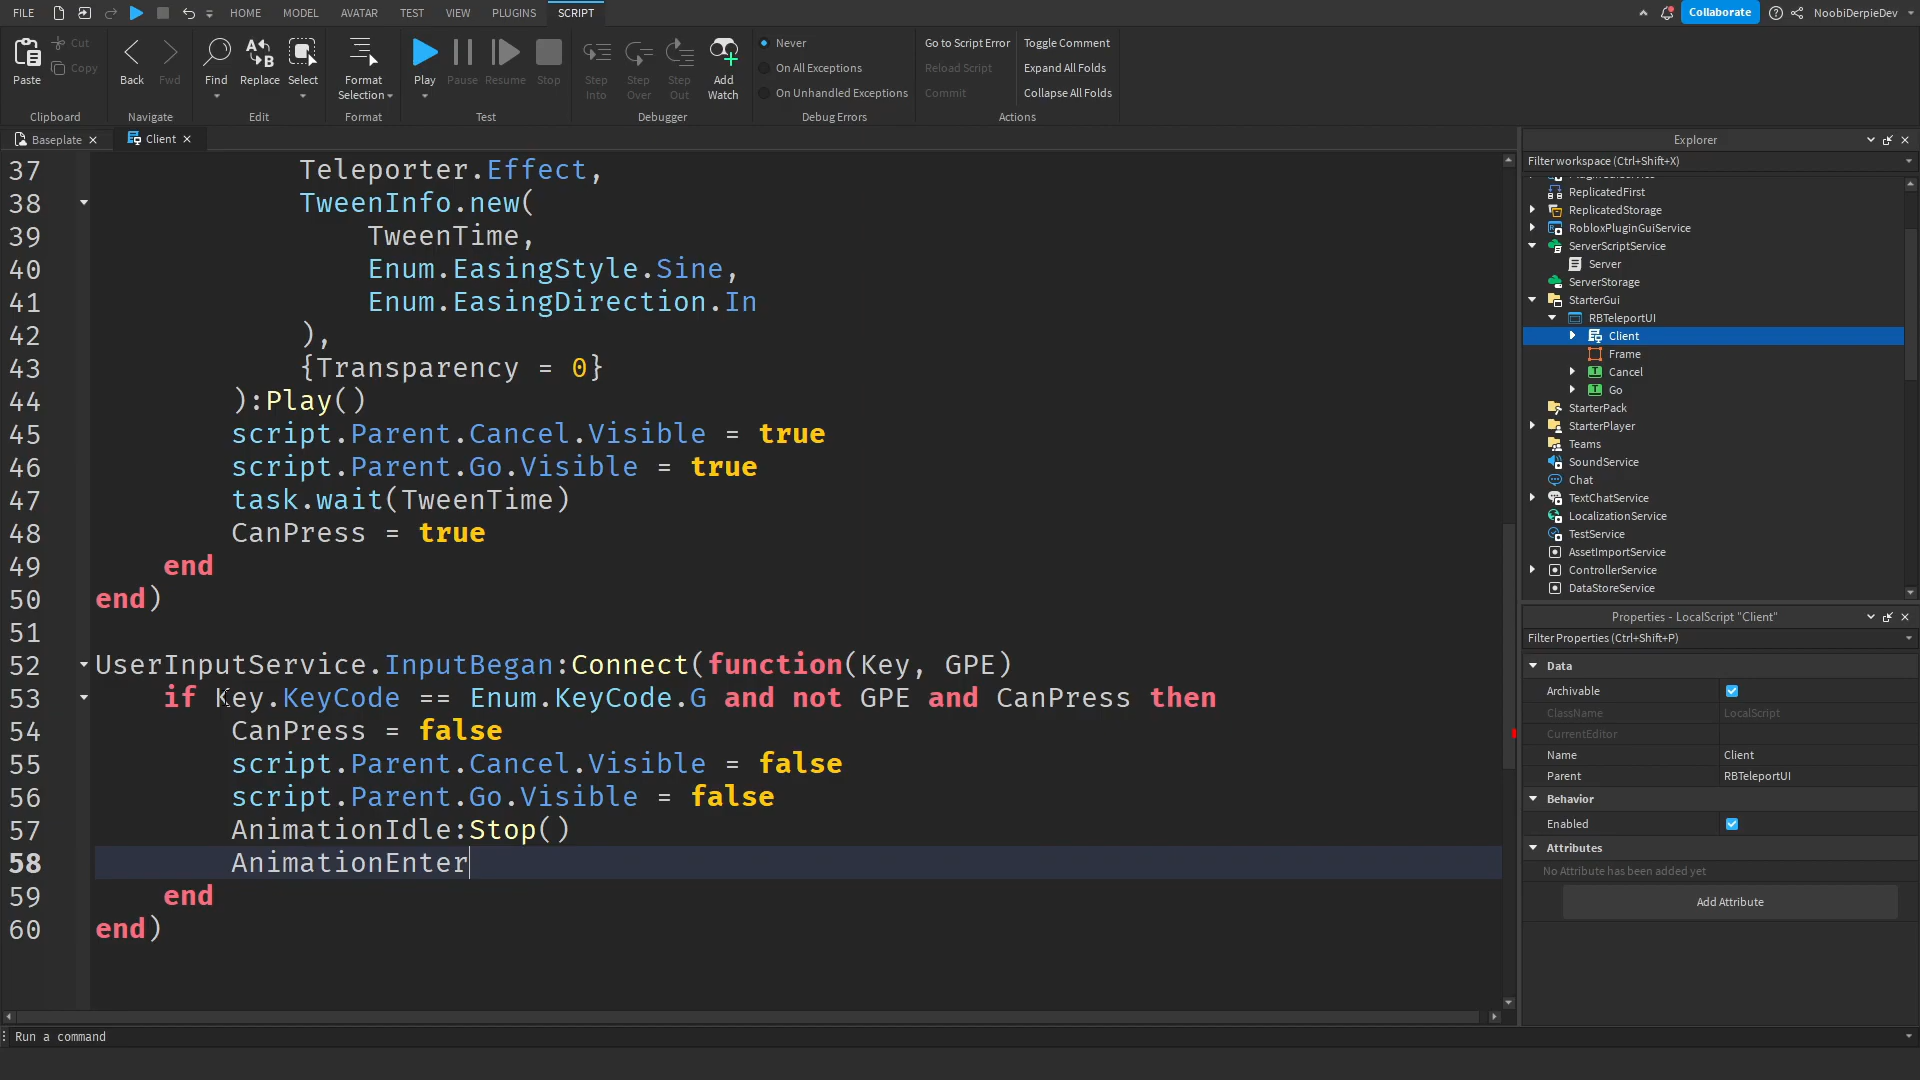 FILE HOME MODEL AVATAR TEST VIEW PLUGINS SCRIPT Collaborate NoobiDerpieDev
Paste Cut Copy
Clipboard
Back Fwd
Navigate
Find Replace Select
Edit
Format Selection
Format
Play Pause Resume Stop
Test
Step Into Step Over Step Out Add Watch
Debugger
Never
On All Exceptions
On Unhandled Exceptions
Debug Errors
Go to Script Error Toggle Comment
Reload Script Expand All Folds
Commit Collapse All Folds
Actions
Baseplate Client
37 Teleporter.Effect,
38 TweenInfo.new(
39 TweenTime,
40 Enum.EasingStyle.Sine,
41 Enum.EasingDirection.In
42 ),
43 {Transparency = 0}
44 ):Play()
45 script.Parent.Cancel.Visible = true
46 script.Parent.Go.Visible = true
47 task.wait(TweenTime)
48 CanPress = true
49 end
50 end)
51
52 UserInputService.InputBegan:Connect(function(Key, GPE)
53 if Key.KeyCode == Enum.KeyCode.G and not GPE and CanPress then
54 CanPress = false
55 script.Parent.Cancel.Visible = false
56 script.Parent.Go.Visible = false
57 AnimationIdle:Stop()
58 AnimationEnter
59 end
60 end)
Run a command
Explorer
Filter workspace (Ctrl+Shift+X)
ReplicatedFirst
ReplicatedStorage
RobloxPluginGuiService
ServerScriptService
Server
ServerStorage
StarterGui
RBTeleportUI
Client
Frame
Cancel
Go
StarterPack
StarterPlayer
Teams
SoundService
Chat
TextChatService
LocalizationService
TestService
AssetImportService
ControllerService
DataStoreService
Properties - LocalScript "Client"
Filter Properties (Ctrl+Shift+P)
Data
Archivable
ClassName LocalScript
CurrentEditor
Name Client
Parent RBTeleportUI
Behavior
Enabled
Attributes
No Attribute has been added yet
Add Attribute